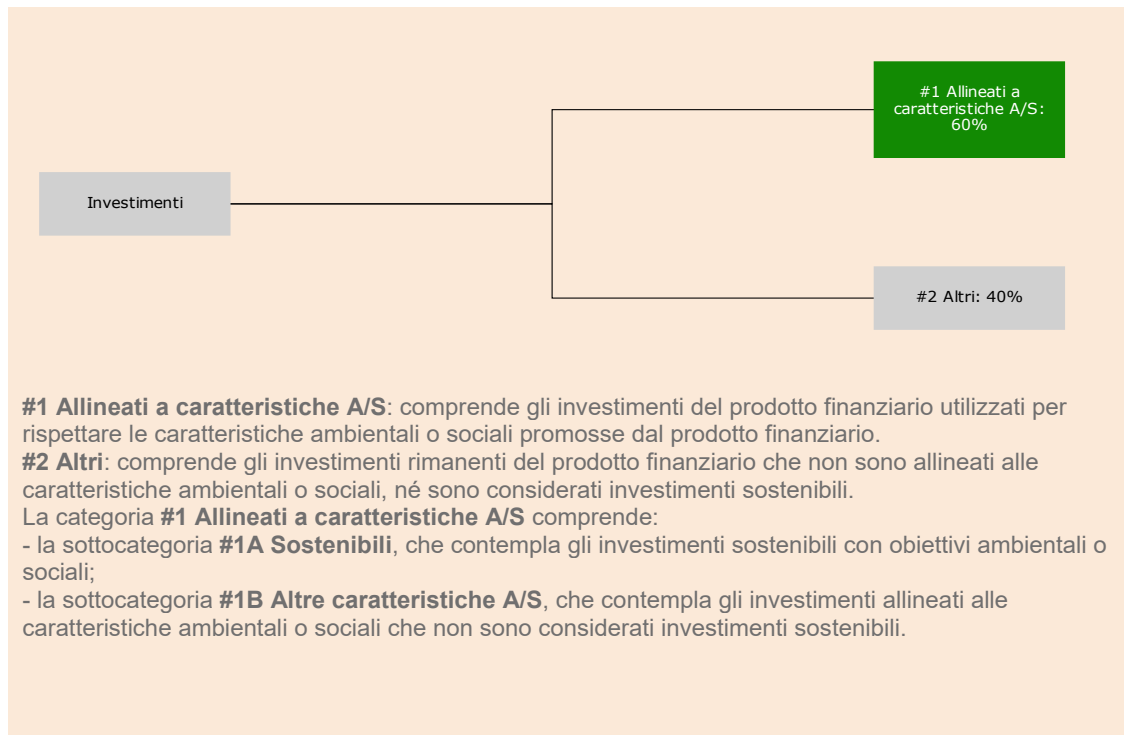 #1 Allineati a
caratteristiche A/S:
60%
Investimenti
#2 Altri: 40%
#1 Allineati a caratteristiche A/S: comprende gli investimenti del prodotto finanziario utilizzati per
rispettare le caratteristiche ambientali o sociali promosse dal prodotto finanziario.
#2 Altri: comprende gli investimenti rimanenti del prodotto finanziario che non sono allineati alle
caratteristiche ambientali o sociali, né sono considerati investimenti sostenibili.
La categoria #1 Allineati a caratteristiche A/S comprende:
- la sottocategoria #1A Sostenibili, che contempla gli investimenti sostenibili con obiettivi ambientali o
sociali;
- la sottocategoria #1B Altre caratteristiche A/S, che contempla gli investimenti allineati alle
caratteristiche ambientali o sociali che non sono considerati investimenti sostenibili.